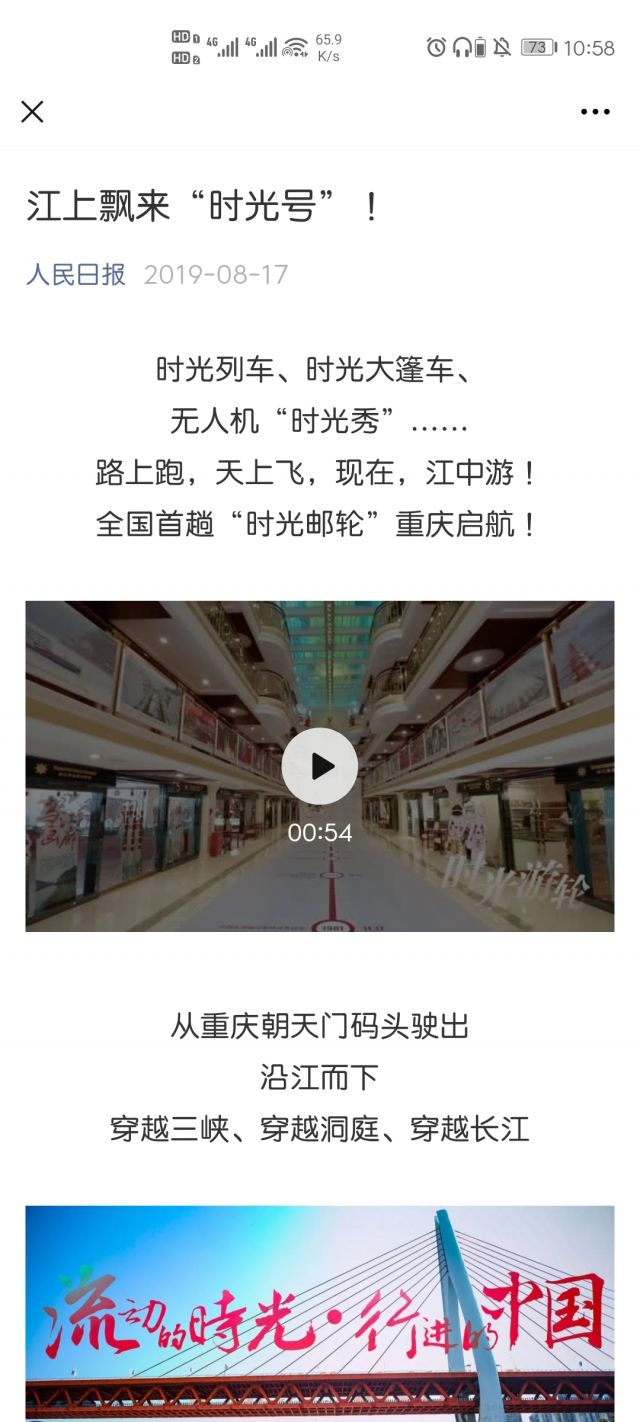 HD 1
HD 2
4G
4G
65.9
K/s
73
10:58
江上飘来“时光号”！
人民日报 2019-08-17
时光列车、时光大篷车、
无人机“时光秀”……
路上跑，天上飞，现在，江中游！
全国首趟“时光邮轮”重庆启航！
00:54
时光游轮
1981
从重庆朝天门码头驶出
沿江而下
穿越三峡、穿越洞庭、穿越长江
流动的時光·行进的中国